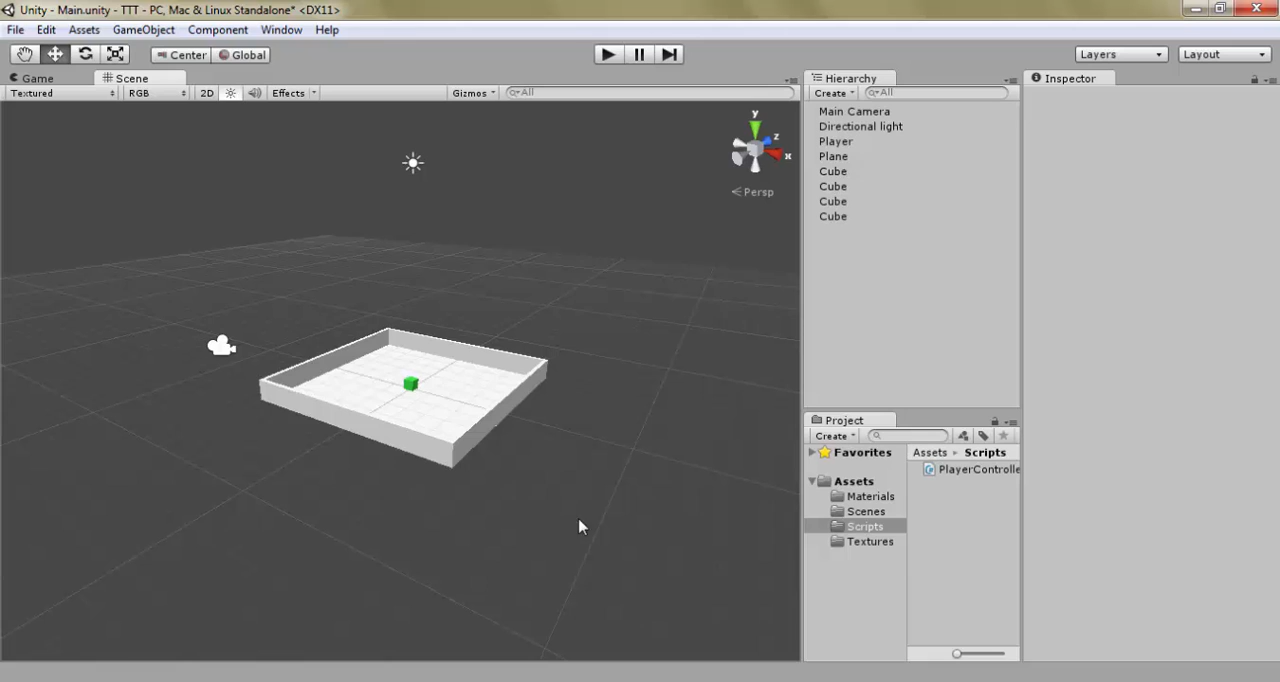 Unity - Main.unity - TTT - PC, Mac & Linux Standalone* <DX11>
File Edit Assets GameObject Component Window Help
Center Global Layers Layout
Game Scene Hierarchy Inspector
Textured RGB 2D Effects Gizmos All Create All
Main Camera
Directional light
Player
Plane
Cube
Cube
Cube
Cube
y
z
x
Persp
Project
Create
Favorites
Assets
Materials
Scenes
Scripts
Textures
Assets Scripts
PlayerControlle